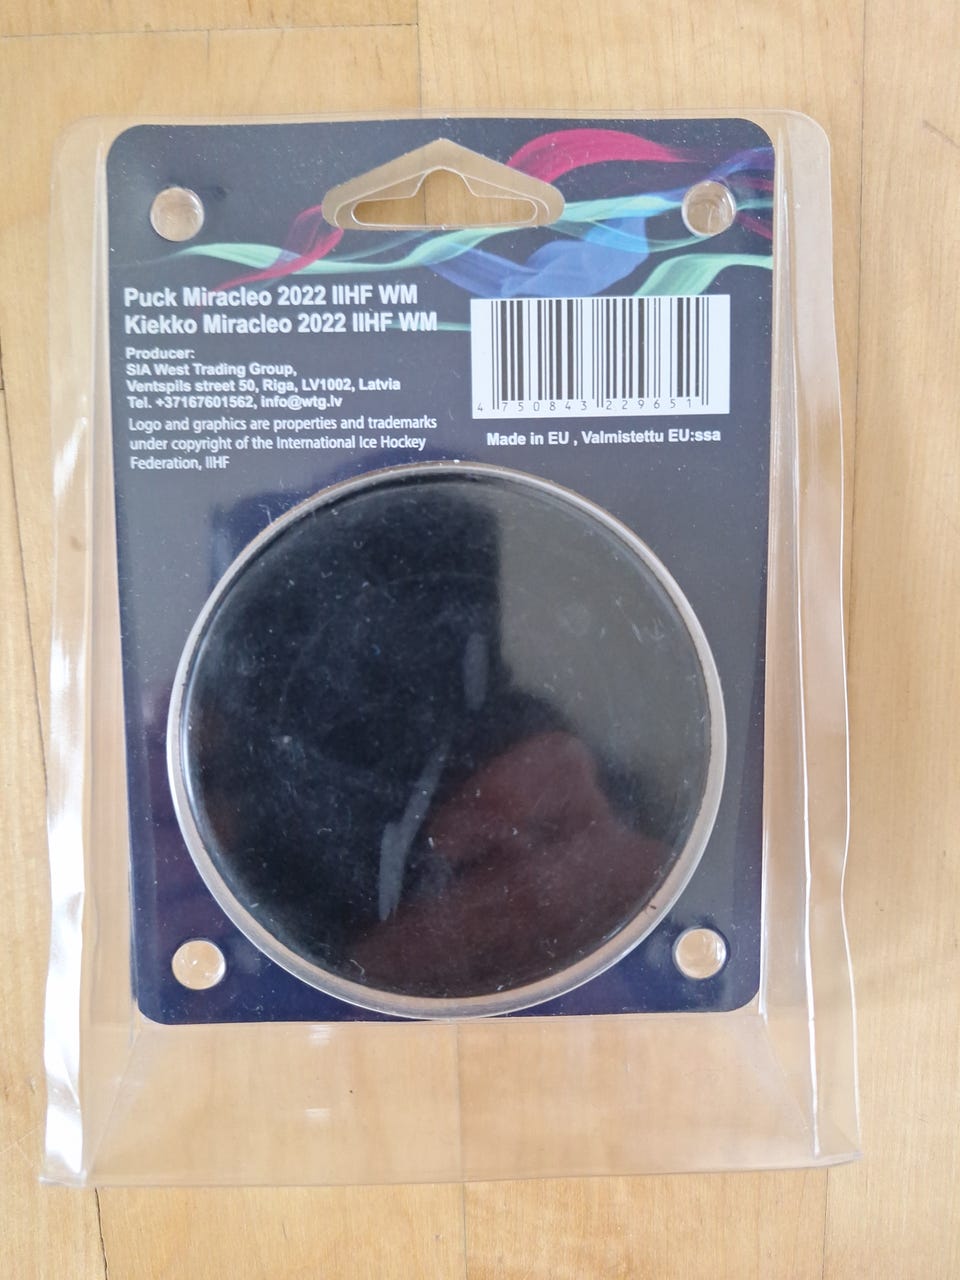 Puck Miracleo 2022 IIHF WM
Kiekko Miracleo 2022 IIHF WM
Producer:
SIA West Trading Group,
Ventspils street 50, Riga, LV1002, Latvia
Tel. +37167601562, info@wtg.lv
Logo and graphics are properties and trademarks
under copyright of the International Ice Hockey
Federation, IIHF
4 750843 229651
Made in EU , Valmistettu EU:ssa